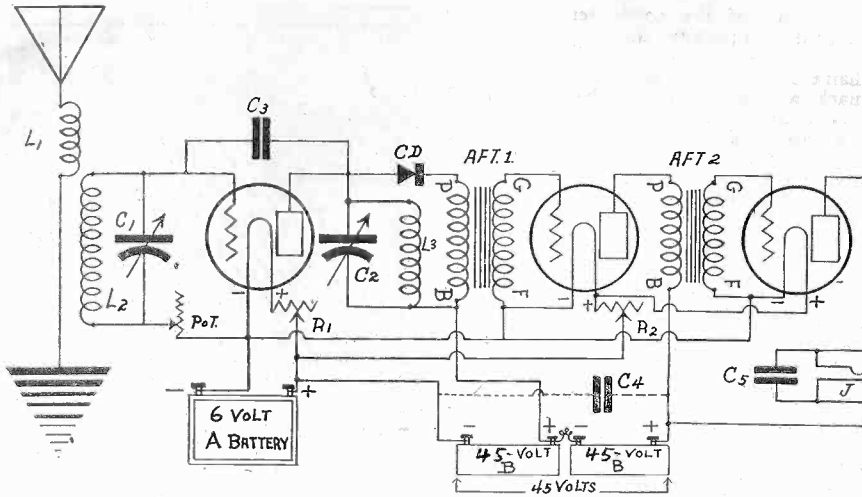 C3
L1
CD
AFT.1
AFT 2
P
G
P
G
C1
C2
L3
L2
POT.
B
F
B
F
−
+
R1
−
+
R2
−
+
C4
C5
J
−
+
6 VOLT
A BATTERY
−
+
−
+
45-VOLT
B
45-VOLT
B
45 VOLTS